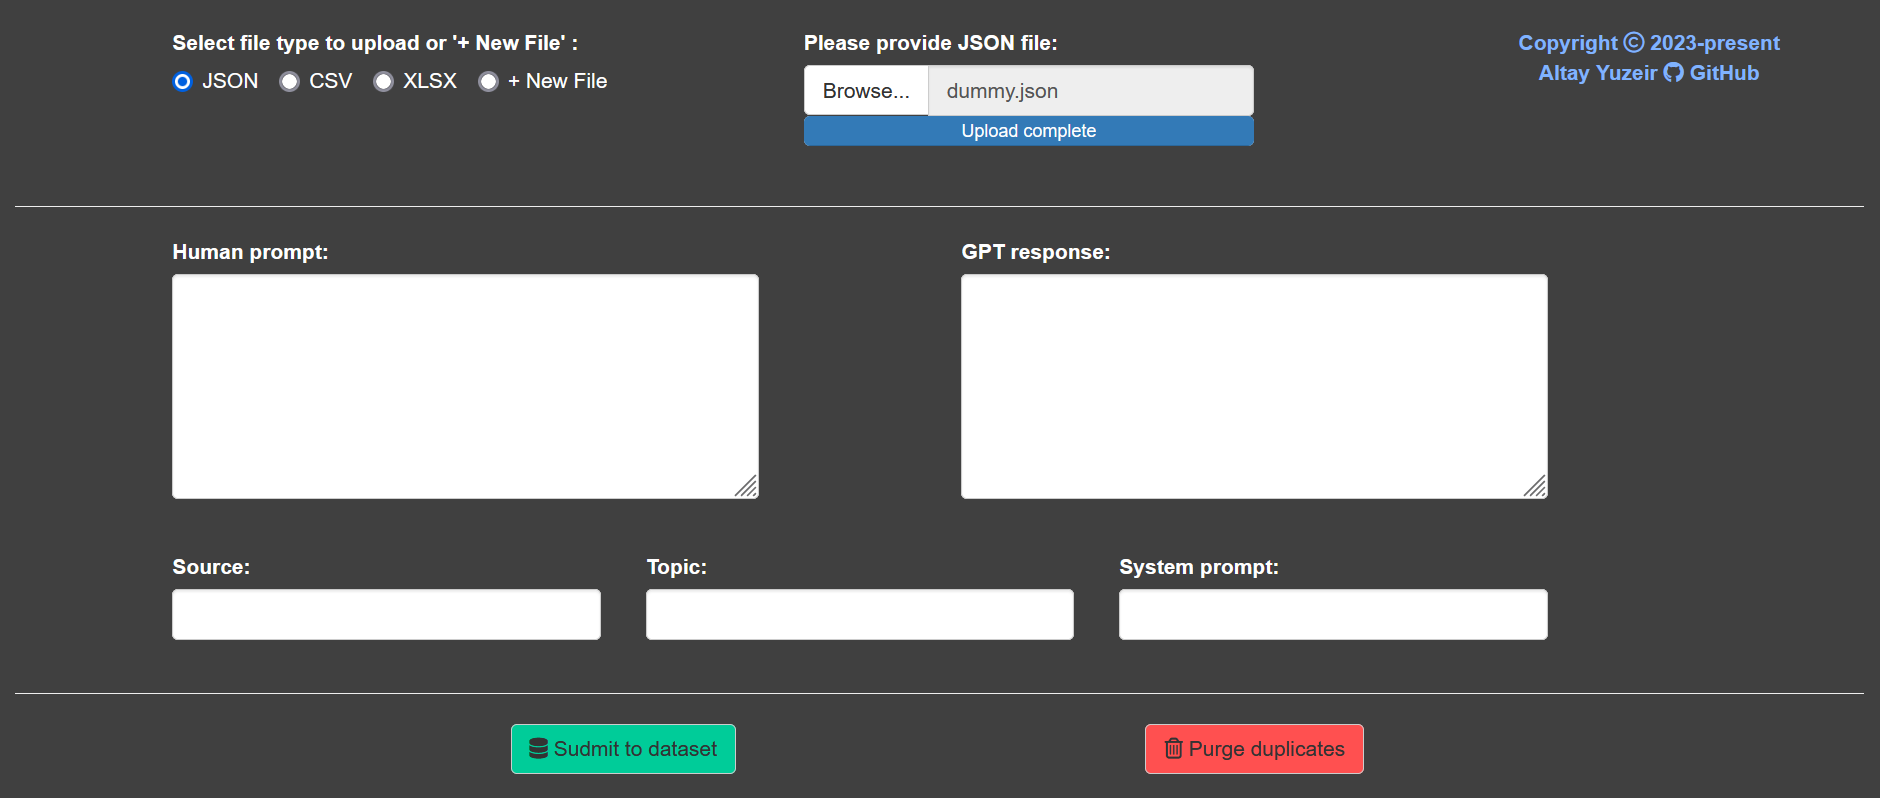 Select file type to upload or '+ New File' :
JSON CSV XLSX + New File
Please provide JSON file:
Browse... dummy.json
Upload complete
Copyright © 2023-present
Altay Yuzeir GitHub
Human prompt:
GPT response:
Source:
Topic:
System prompt:
Sudmit to dataset
Purge duplicates